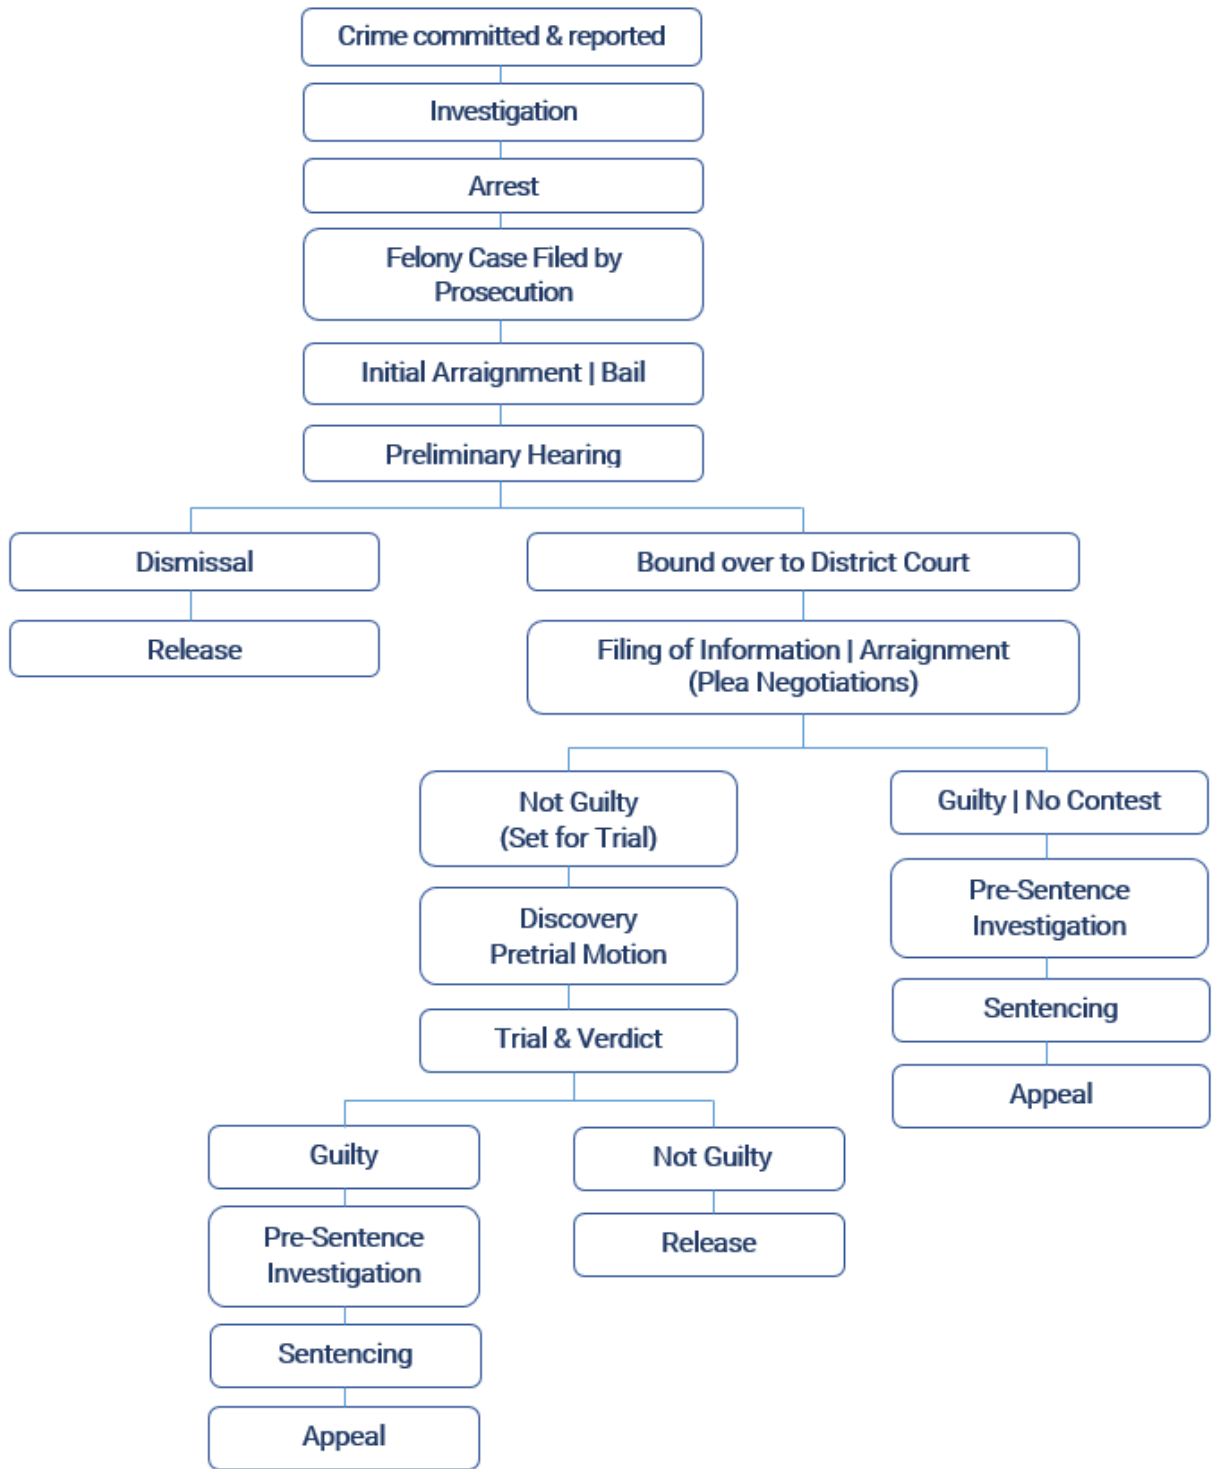 Crime committed & reported
Investigation
Arrest
Felony Case Filed by
Prosecution
Initial Arraignment | Bail
Preliminary Hearing
Dismissal
Bound over to District Court
Release
Filing of Information | Arraignment
(Plea Negotiations)
Not Guilty
(Set for Trial)
Guilty | No Contest
Discovery
Pretrial Motion
Pre-Sentence
Investigation
Trial & Verdict
Sentencing
Appeal
Guilty
Not Guilty
Pre-Sentence
Investigation
Release
Sentencing
Appeal